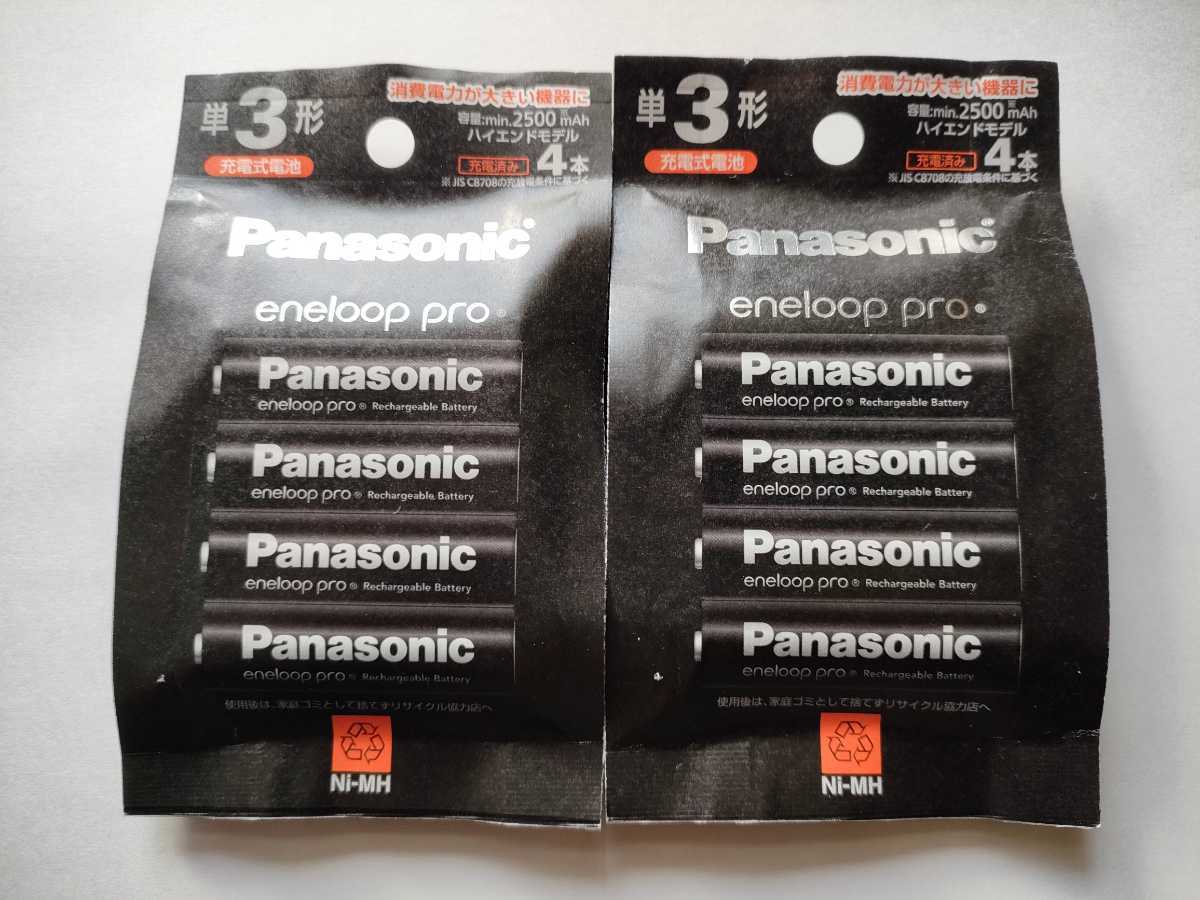 単3形
充電式電池
消費電力が大きい機器に
容量:min.2500※mAh
ハイエンドモデル
充電済み 4本
※JIS C8708の充放電条件に基づく
Panasonic®
eneloop pro®
Panasonic
eneloop pro® Rechargeable Battery
Panasonic
eneloop pro® Rechargeable Battery
Panasonic
eneloop pro® Rechargeable Battery
Panasonic
eneloop pro® Rechargeable Battery
使用後は、家庭ゴミとして捨てずリサイクル協力店へ
Ni-MH
単3形
充電式電池
消費電力が大きい機器に
容量:min.2500※mAh
ハイエンドモデル
充電済み 4本
※JIS C8708の充放電条件に基づく
Panasonic®
eneloop pro®
Panasonic
eneloop pro® Rechargeable Battery
Panasonic
eneloop pro® Rechargeable Battery
Panasonic
eneloop pro® Rechargeable Battery
Panasonic
eneloop pro® Rechargeable Battery
使用後は、家庭ゴミとして捨てずリサイクル協力店へ
Ni-MH